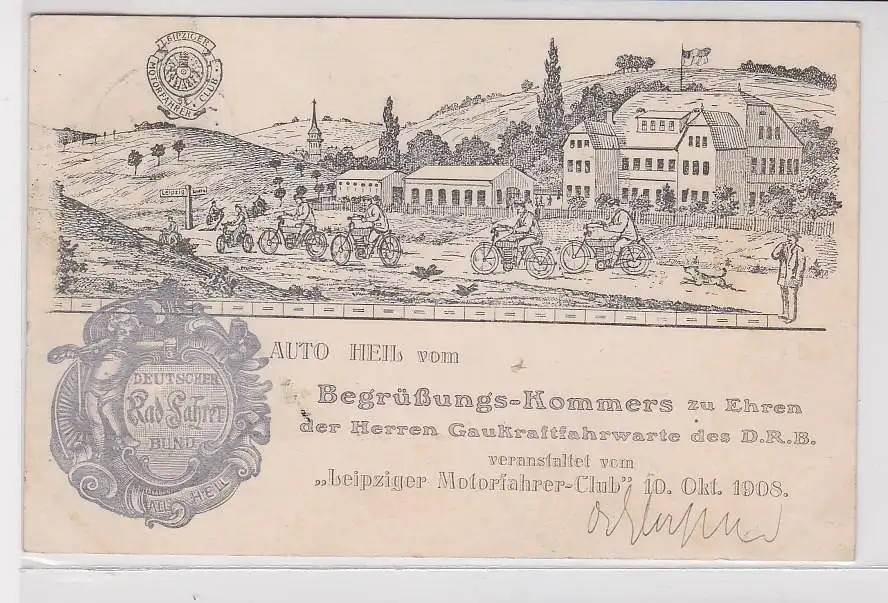 LEIPZIGER
MOTORFAHRER CLUB
Leipzig
DEUTSCHER
Rad-Fahrer
BUND
ALL HEIL
AUTO HEIL vom
Begrüßungs-Kommers zu Ehren
der Herren Gaukraftfahrwarte des D.R.B.
veranstaltet vom
„Leipziger Motorfahrer-Club" 10. Okt. 1908.